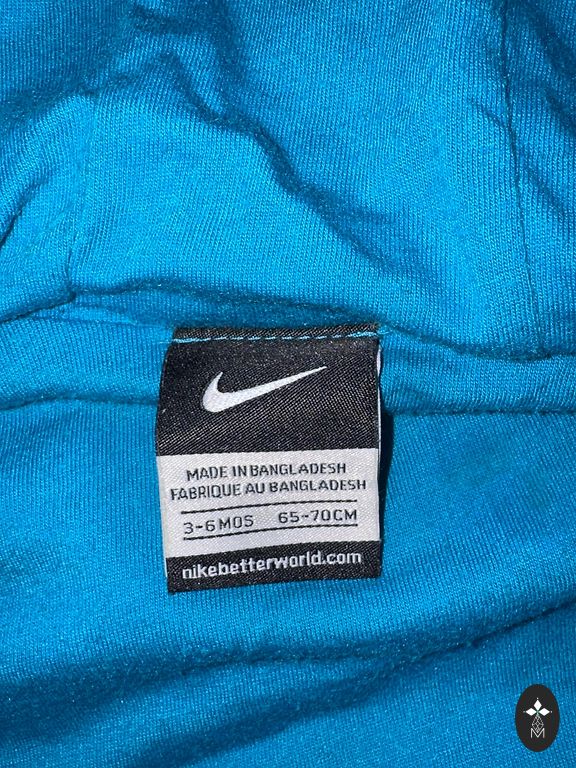 MADE IN BANGLADESH
FABRIQUE AU BANGLADESH
3-6 MOS 65-70CM
nikebetterworld.com